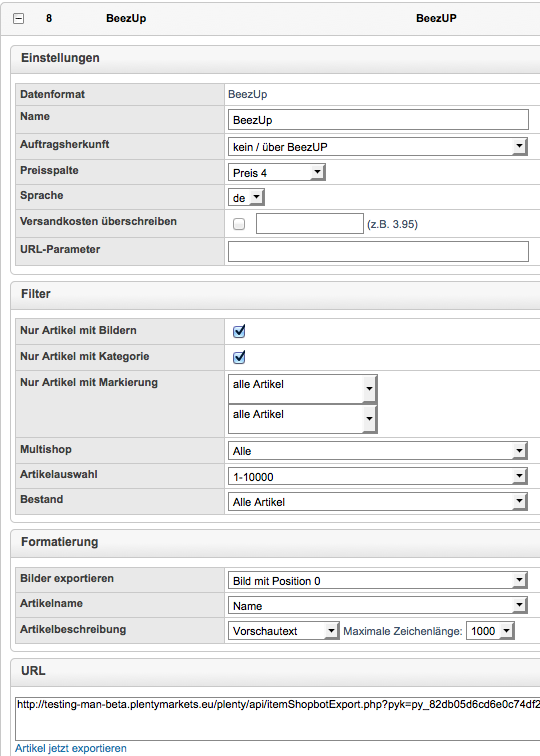 8 BeezUp BeezUP
Einstellungen
Datenformat BeezUp
Name BeezUp
Auftragsherkunft kein / über BeezUP
Preisspalte Preis 4
Sprache de
Versandkosten überschreiben (z.B. 3.95)
URL-Parameter
Filter
Nur Artikel mit Bildern
Nur Artikel mit Kategorie
Nur Artikel mit Markierung alle Artikel
alle Artikel
Multishop Alle
Artikelauswahl 1-10000
Bestand Alle Artikel
Formatierung
Bilder exportieren Bild mit Position 0
Artikelname Name
Artikelbeschreibung Vorschautext Maximale Zeichenlänge: 1000
URL
http://testing-man-beta.plentymarkets.eu/plenty/api/itemShopbotExport.php?pyk=py_82db05d6cd6e0c74df2
Artikel jetzt exportieren